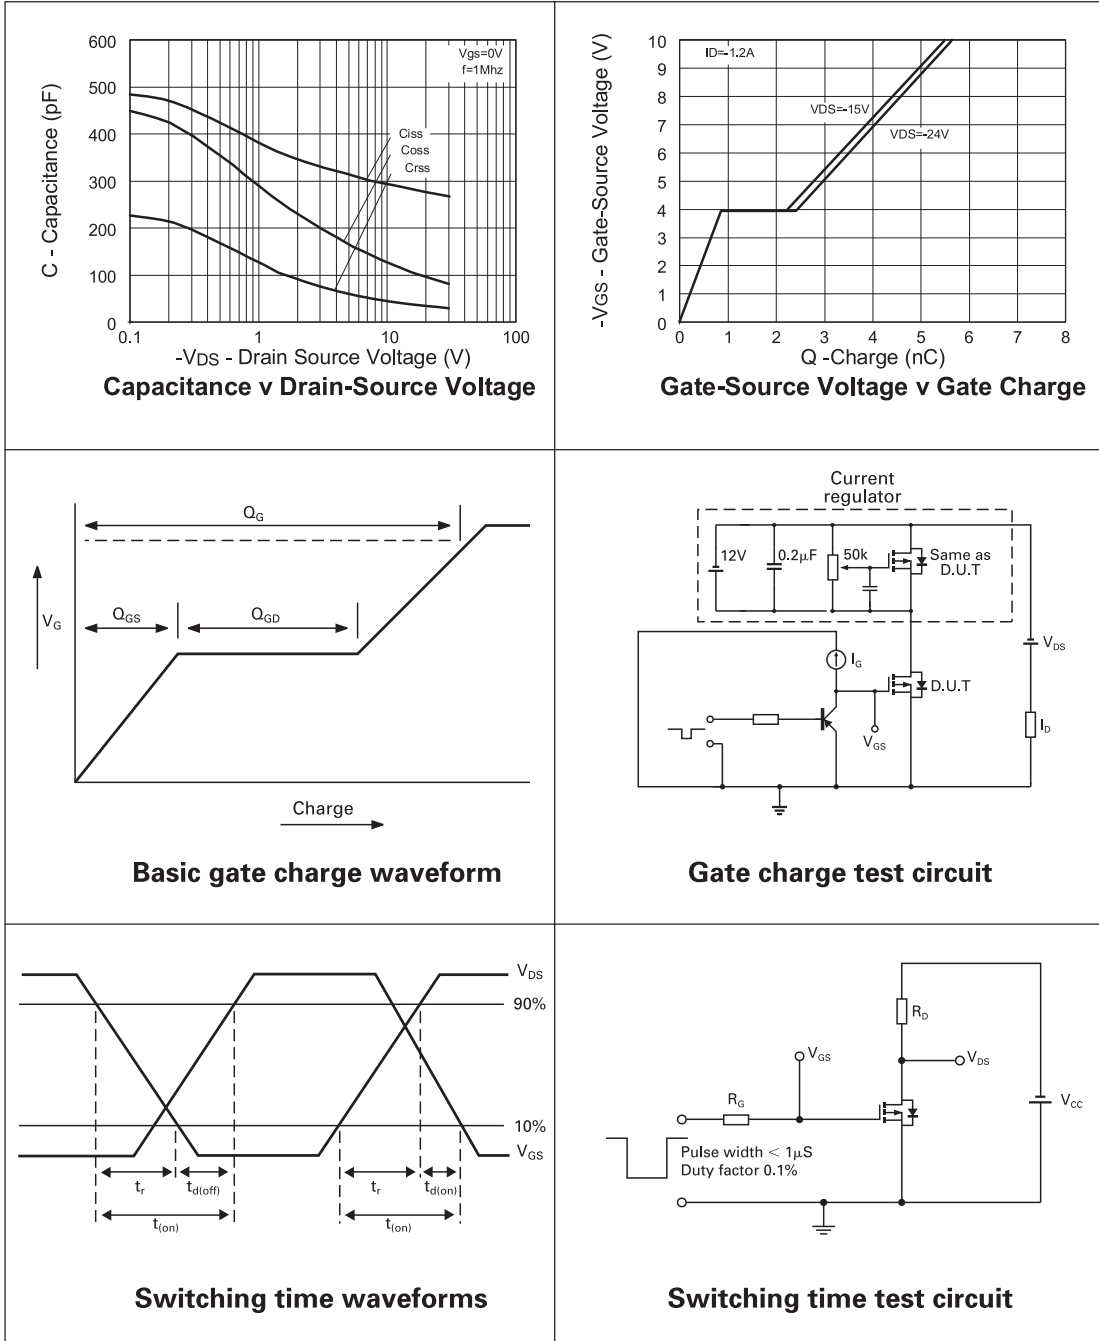 600
500
400
300
200
100
0
C - Capacitance (pF)
Vgs=0V
f=1Mhz
Ciss
Coss
Crss
0.1
1
10
100
-VDS - Drain Source Voltage (V)
Capacitance v Drain-Source Voltage
10
9
8
7
6
5
4
3
2
1
0
-VGS - Gate-Source Voltage (V)
ID=-1.2A
VDS=-15V
VDS=-24V
0
1
2
3
4
5
6
7
8
Q -Charge (nC)
Gate-Source Voltage v Gate Charge
QG
QGS
QGD
VG
Charge
Basic gate charge waveform
Current
regulator
12V
0.2µF
50k
Same as
D.U.T
IG
VDS
D.U.T
VGS
ID
Gate charge test circuit
VDS
90%
10%
VGS
tr
td(off)
tr
td(on)
t(on)
t(on)
Switching time waveforms
RD
VGS
VDS
RG
VCC
Pulse width < 1µS
Duty factor 0.1%
Switching time test circuit